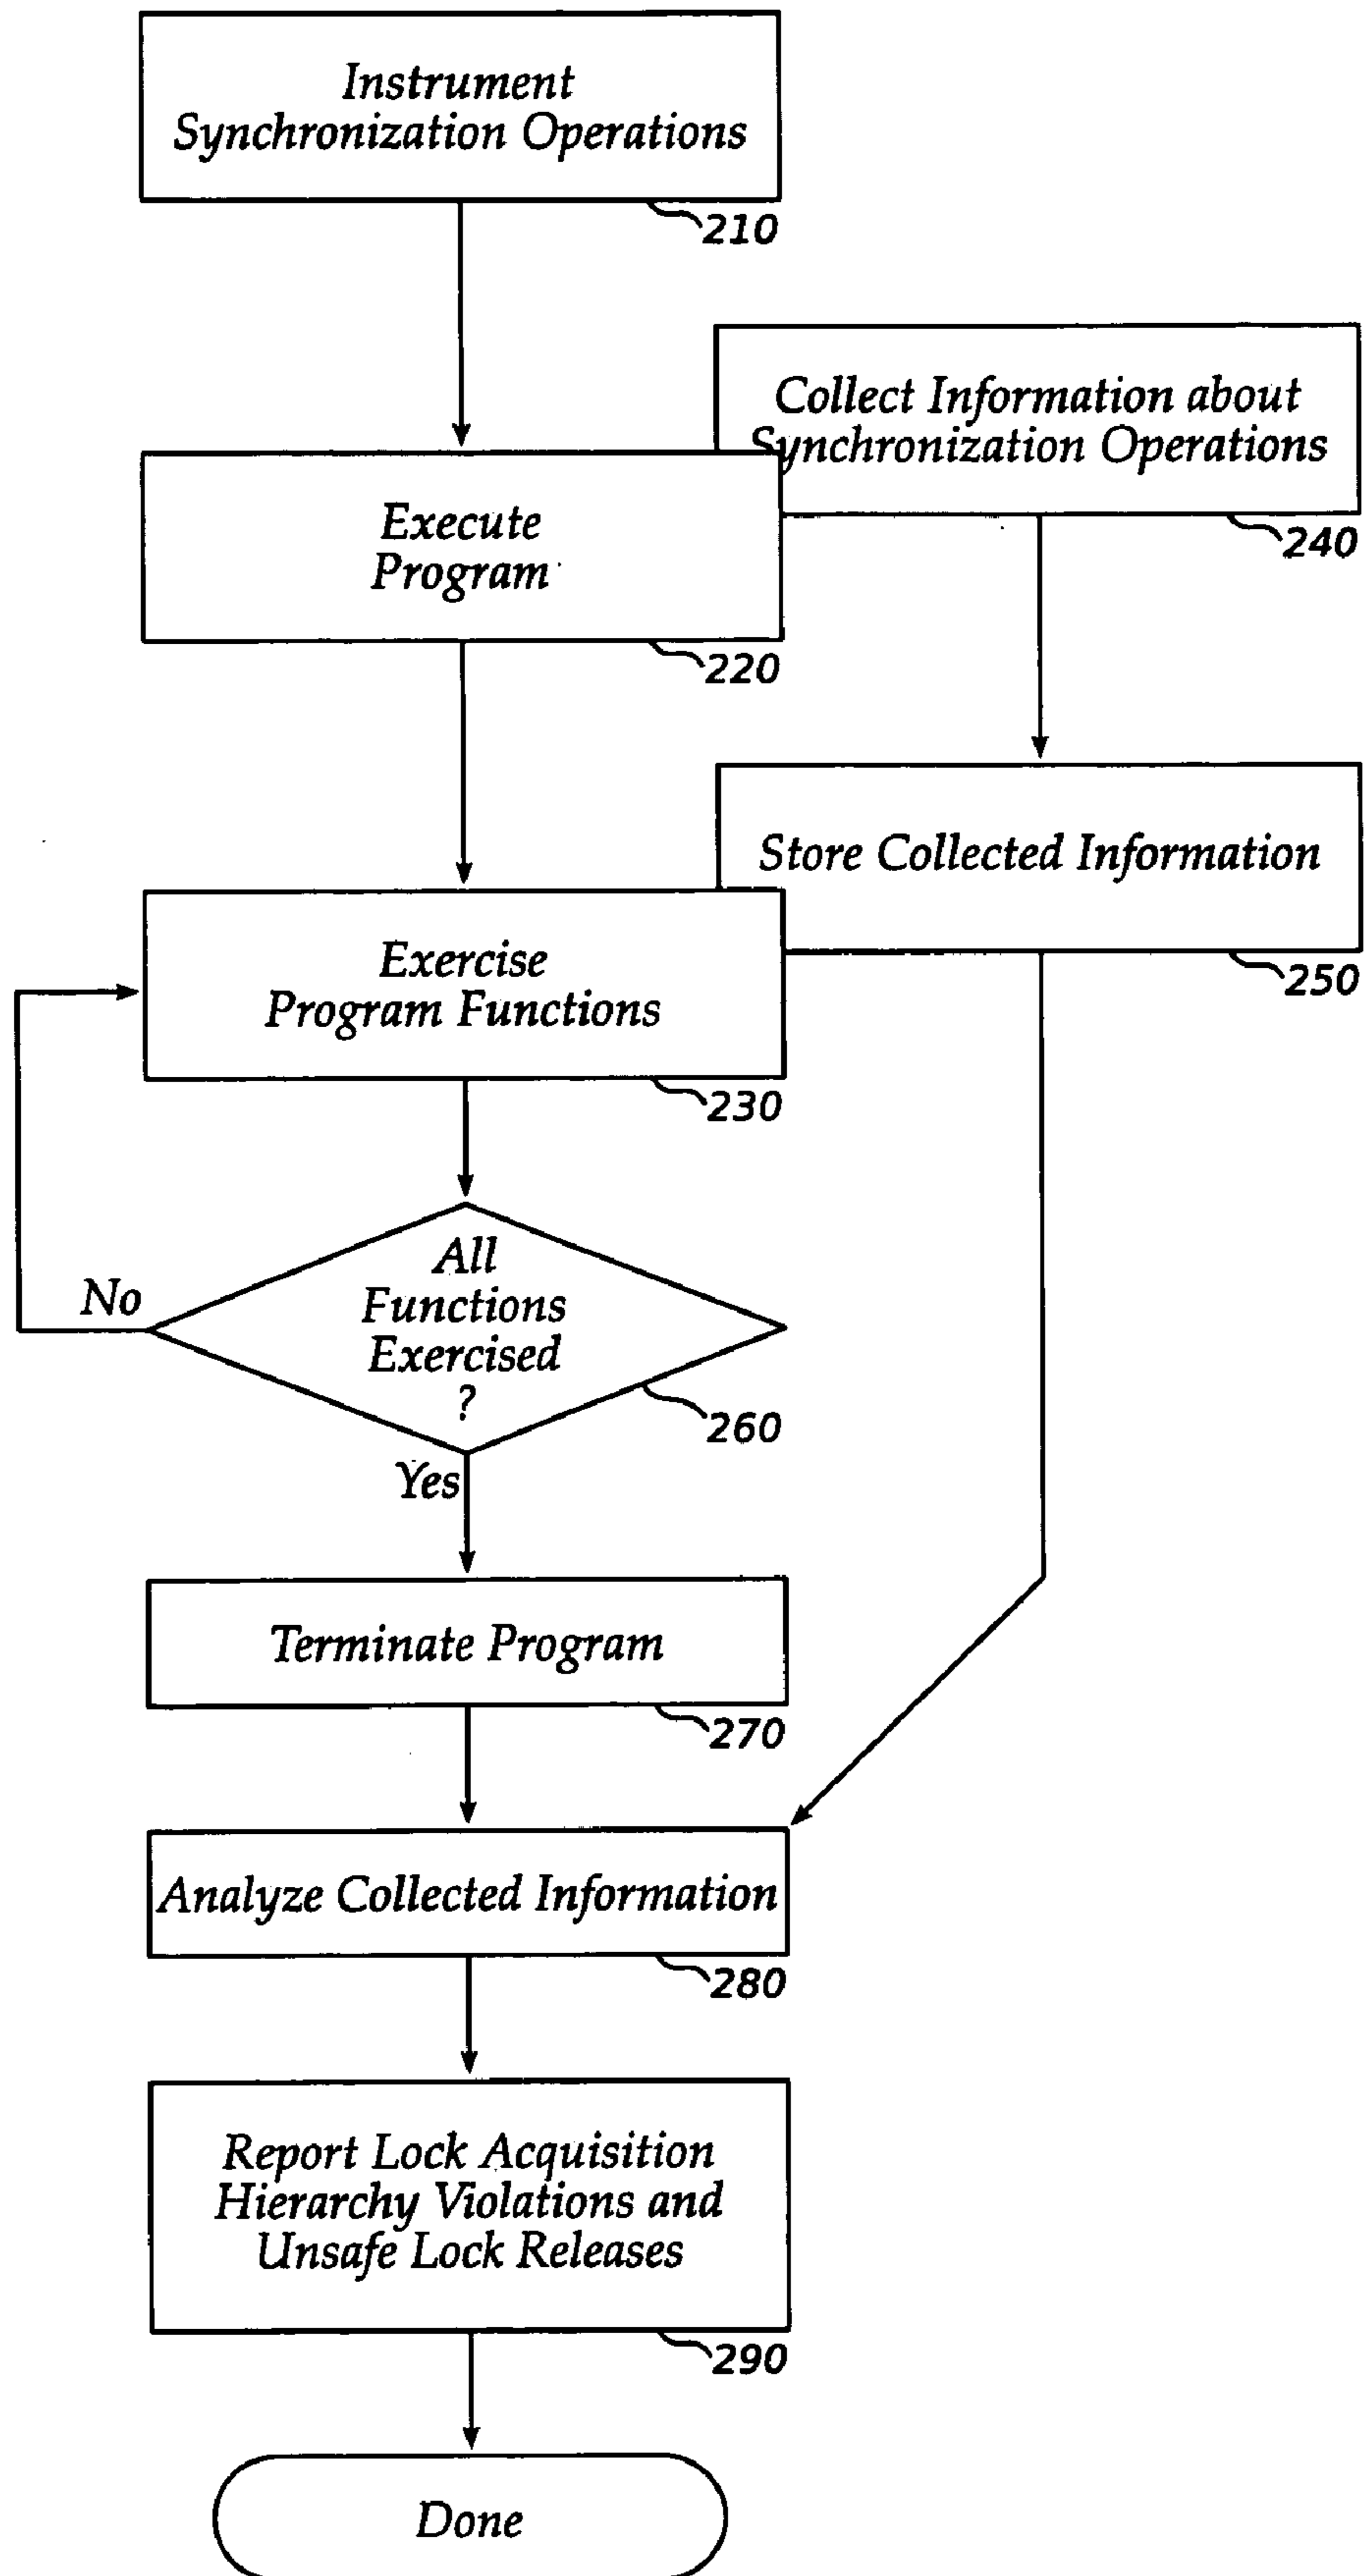 Instrument
Synchronization Operations
210
Collect Information about
Synchronization Operations
240
Execute
Program
220
Store Collected Information
250
Exercise
Program Functions
230
All
Functions
Exercised
?
No
260
Yes
Terminate Program
270
Analyze Collected Information
280
Report Lock Acquisition
Hierarchy Violations and
Unsafe Lock Releases
290
Done